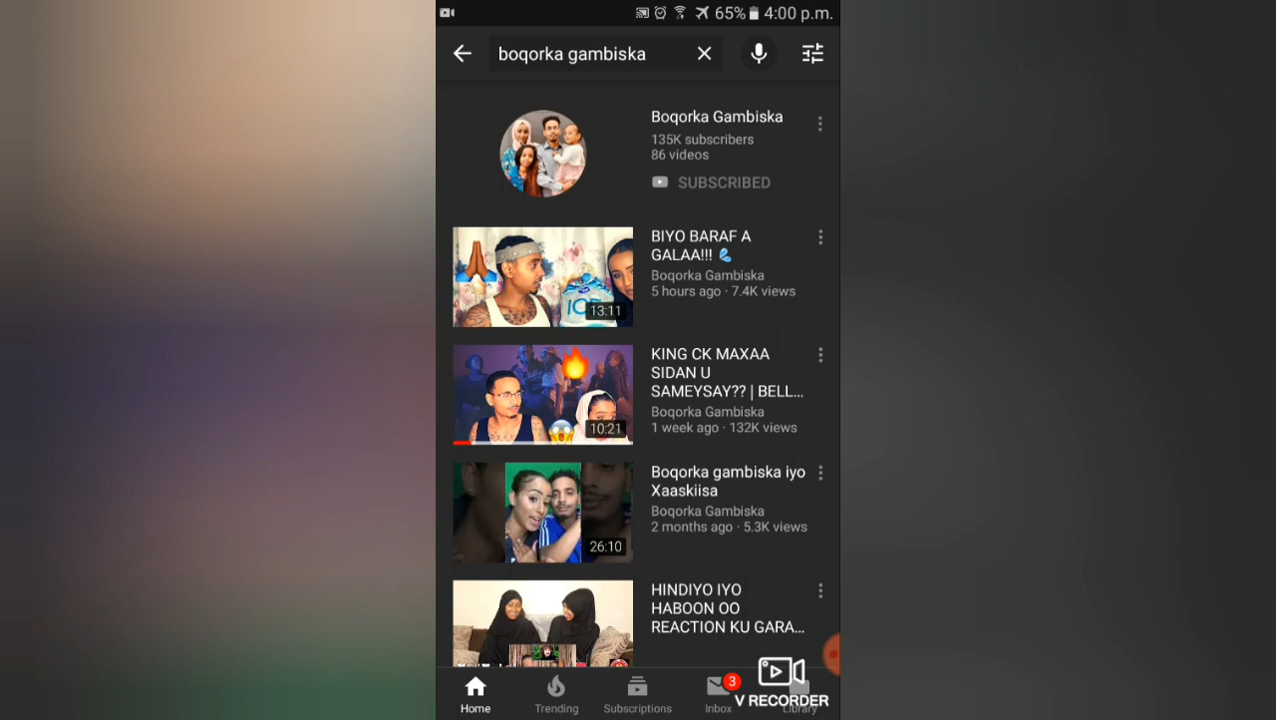 65% 4:00 p.m.
boqorka gambiska
Boqorka Gambiska
135K subscribers
86 videos
SUBSCRIBED
BIYO BARAF A
GALAA!!! 💦
Boqorka Gambiska
5 hours ago · 7.4K views
13:11
KING CK MAXAA
SIDAN U
SAMEYSAY?? | BELL...
Boqorka Gambiska
1 week ago · 132K views
10:21
Boqorka gambiska iyo
Xaaskiisa
Boqorka Gambiska
2 months ago · 5.3K views
26:10
HINDIYO IYO
HABOON OO
REACTION KU GARA...
3
V RECORDER
Home
Trending
Subscriptions
Inbox
Library